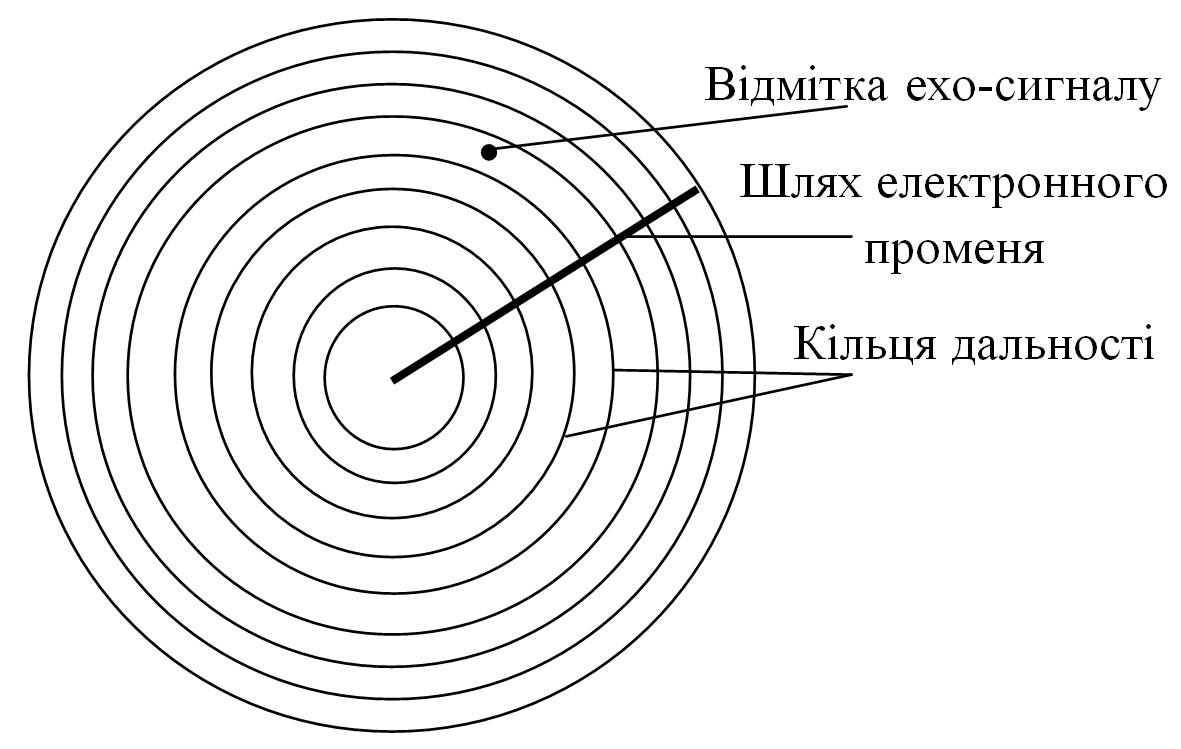 Відмітка ехо-сигналу
Шлях електронного
променя
Кільця дальності